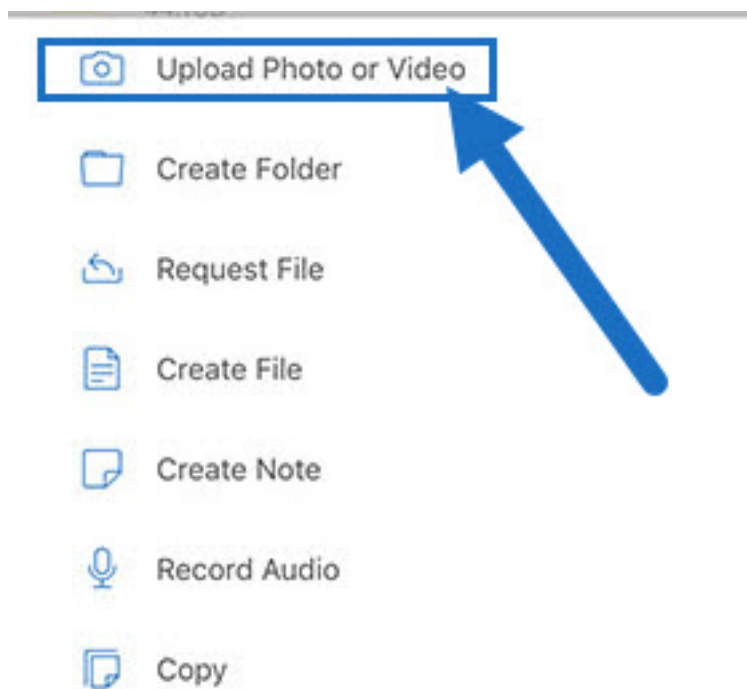 Upload Photo or Video
Create Folder
Request File
Create File
Create Note
Record Audio
Copy